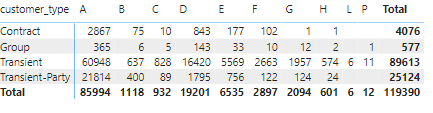 customer_type A B C D E F G H L P Total
Contract 2867 75 10 843 177 102 1 1 4076
Group 365 6 5 143 33 10 12 2 1 577
Transient 60948 637 828 16420 5569 2663 1957 574 6 11 89613
Transient-Party 21814 400 89 1795 756 122 124 24 25124
Total 85994 1118 932 19201 6535 2897 2094 601 6 12 119390